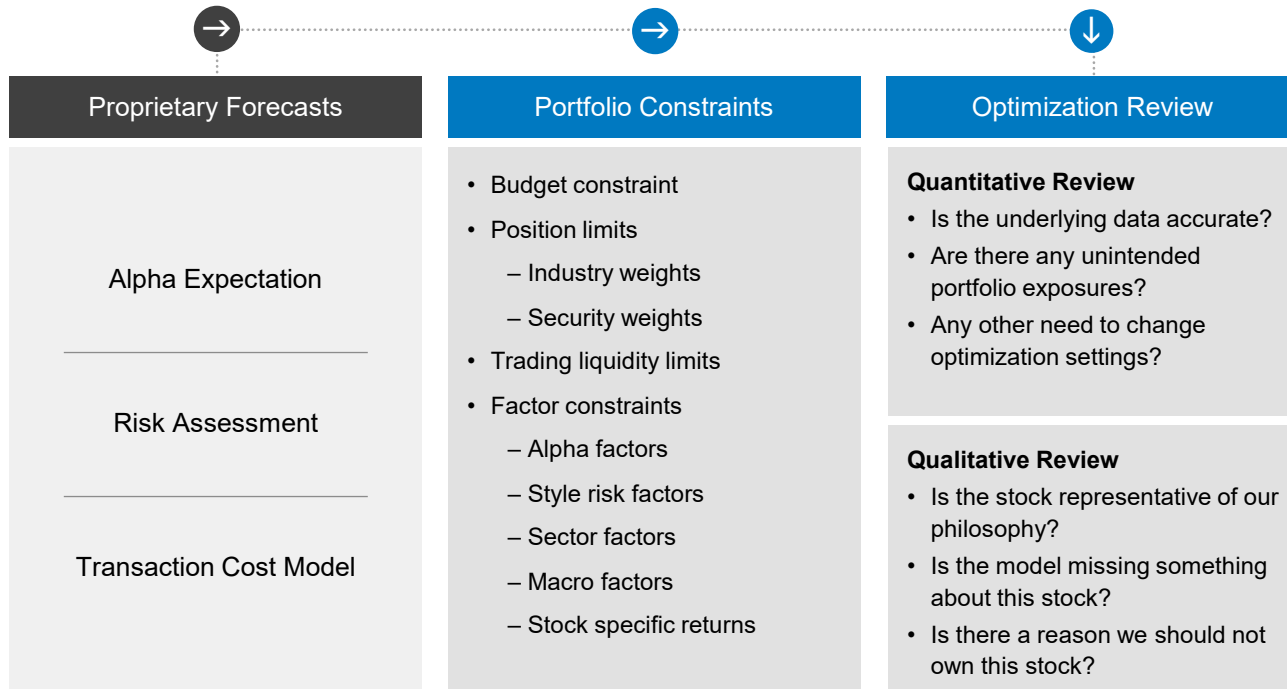 Proprietary Forecasts
Alpha Expectation
Risk Assessment
Transaction Cost Model
Portfolio Constraints
• Budget constraint
• Position limits
– Industry weights
– Security weights
• Trading liquidity limits
• Factor constraints
– Alpha factors
– Style risk factors
– Sector factors
– Macro factors
– Stock specific returns
Optimization Review
Quantitative Review
• Is the underlying data accurate?
• Are there any unintended
portfolio exposures?
• Any other need to change
optimization settings?
Qualitative Review
• Is the stock representative of our
philosophy?
• Is the model missing something
about this stock?
• Is there a reason we should not
own this stock?